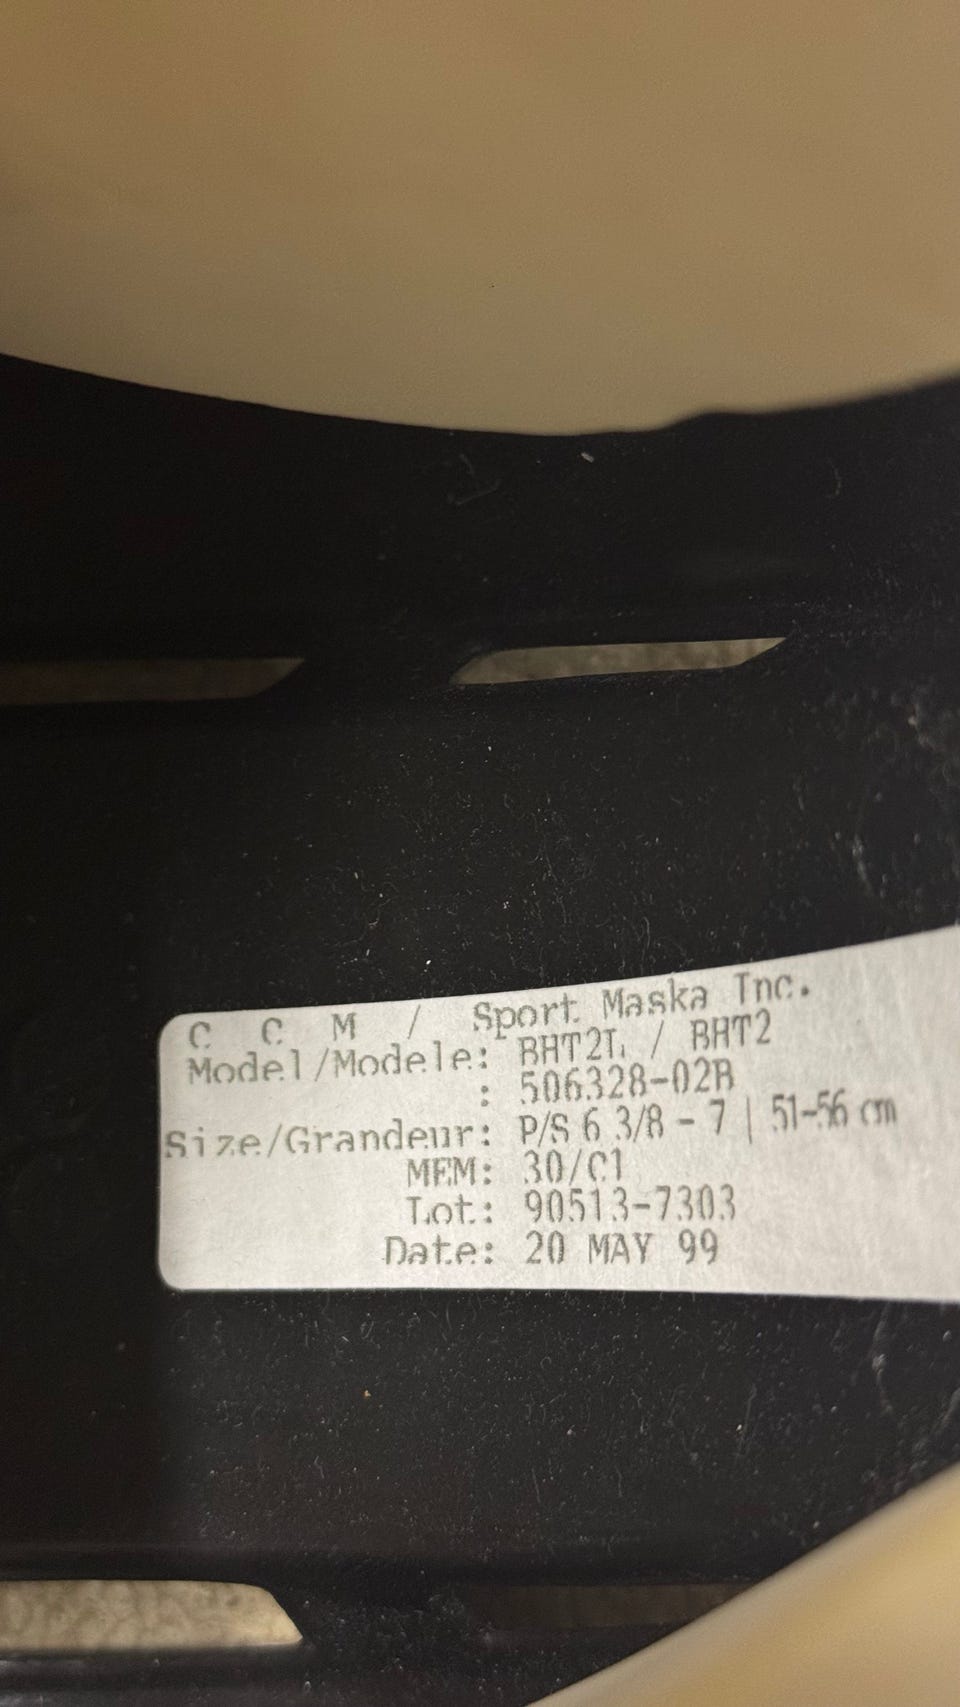 C C M / Sport Maska Inc.
Model/Modele: BHT2L / BHT2
: 506328-02B
Size/Grandeur: P/S 6 3/8 - 7 | 51-56 cm
MEM: 30/C1
Lot: 90513-7303
Date: 20 MAY 99